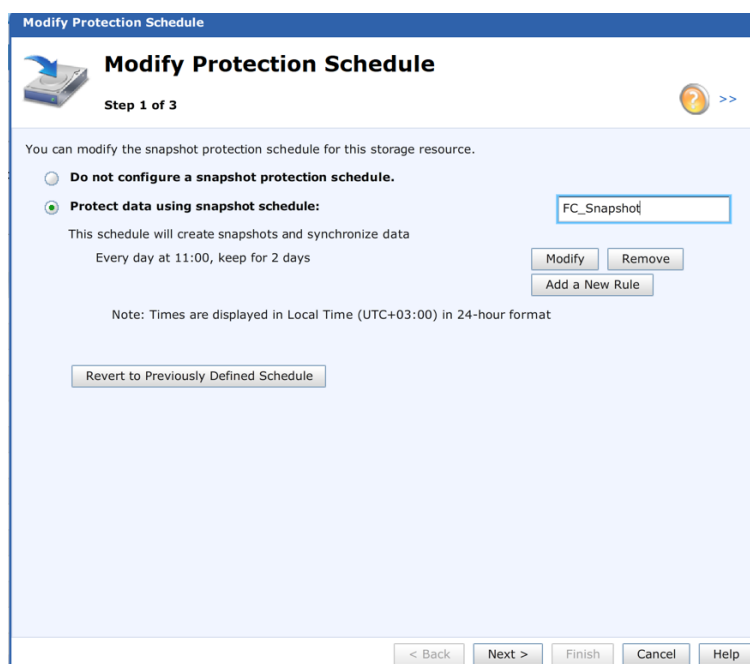 Modify Protection Schedule
Modify Protection Schedule
Step 1 of 3
>>
You can modify the snapshot protection schedule for this storage resource.
Do not configure a snapshot protection schedule.
Protect data using snapshot schedule:
FC_Snapshot
This schedule will create snapshots and synchronize data
Every day at 11:00, keep for 2 days
Modify
Remove
Add a New Rule
Note: Times are displayed in Local Time (UTC+03:00) in 24-hour format
Revert to Previously Defined Schedule
< Back
Next >
Finish
Cancel
Help